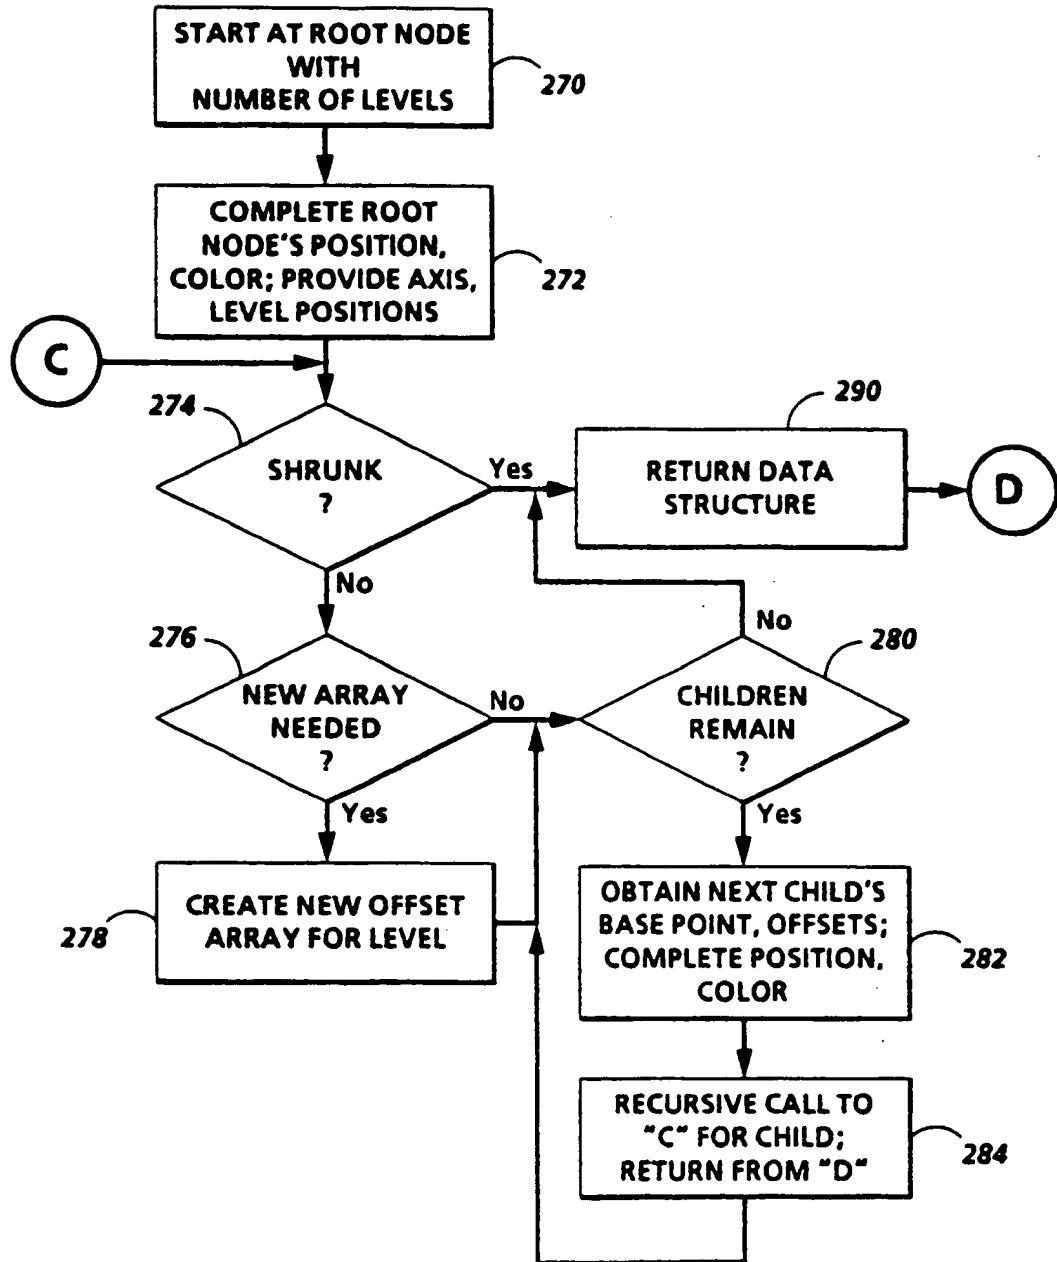 START AT ROOT NODE
WITH
NUMBER OF LEVELS
270
COMPLETE ROOT
NODE'S POSITION,
COLOR; PROVIDE AXIS,
LEVEL POSITIONS
272
C
274
SHRUNK
?
Yes
No
290
RETURN DATA
STRUCTURE
D
276
NEW ARRAY
NEEDED
?
No
Yes
280
CHILDREN
REMAIN
?
No
Yes
278
CREATE NEW OFFSET
ARRAY FOR LEVEL
OBTAIN NEXT CHILD'S
BASE POINT, OFFSETS;
COMPLETE POSITION,
COLOR
282
RECURSIVE CALL TO
"C" FOR CHILD;
RETURN FROM "D"
284